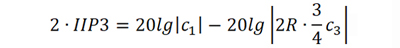 2 · IIP3 = 20lg|c₁| − 20lg|2R · 3/4 c₃|